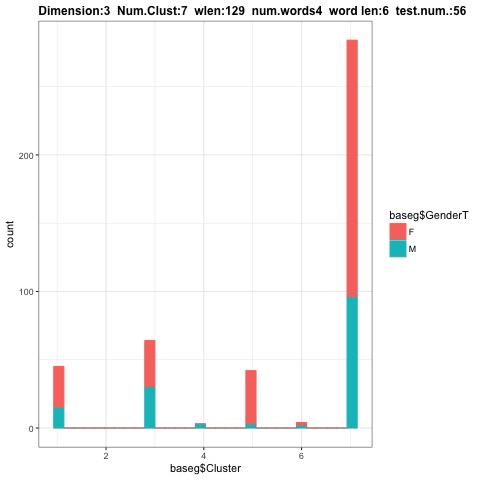 Dimension:3  Num.Clust:7  wlen:129  num.words4  word len:6  test.num.:56
count
200
100
0
2
4
6
baseg$Cluster
baseg$GenderT
F
M